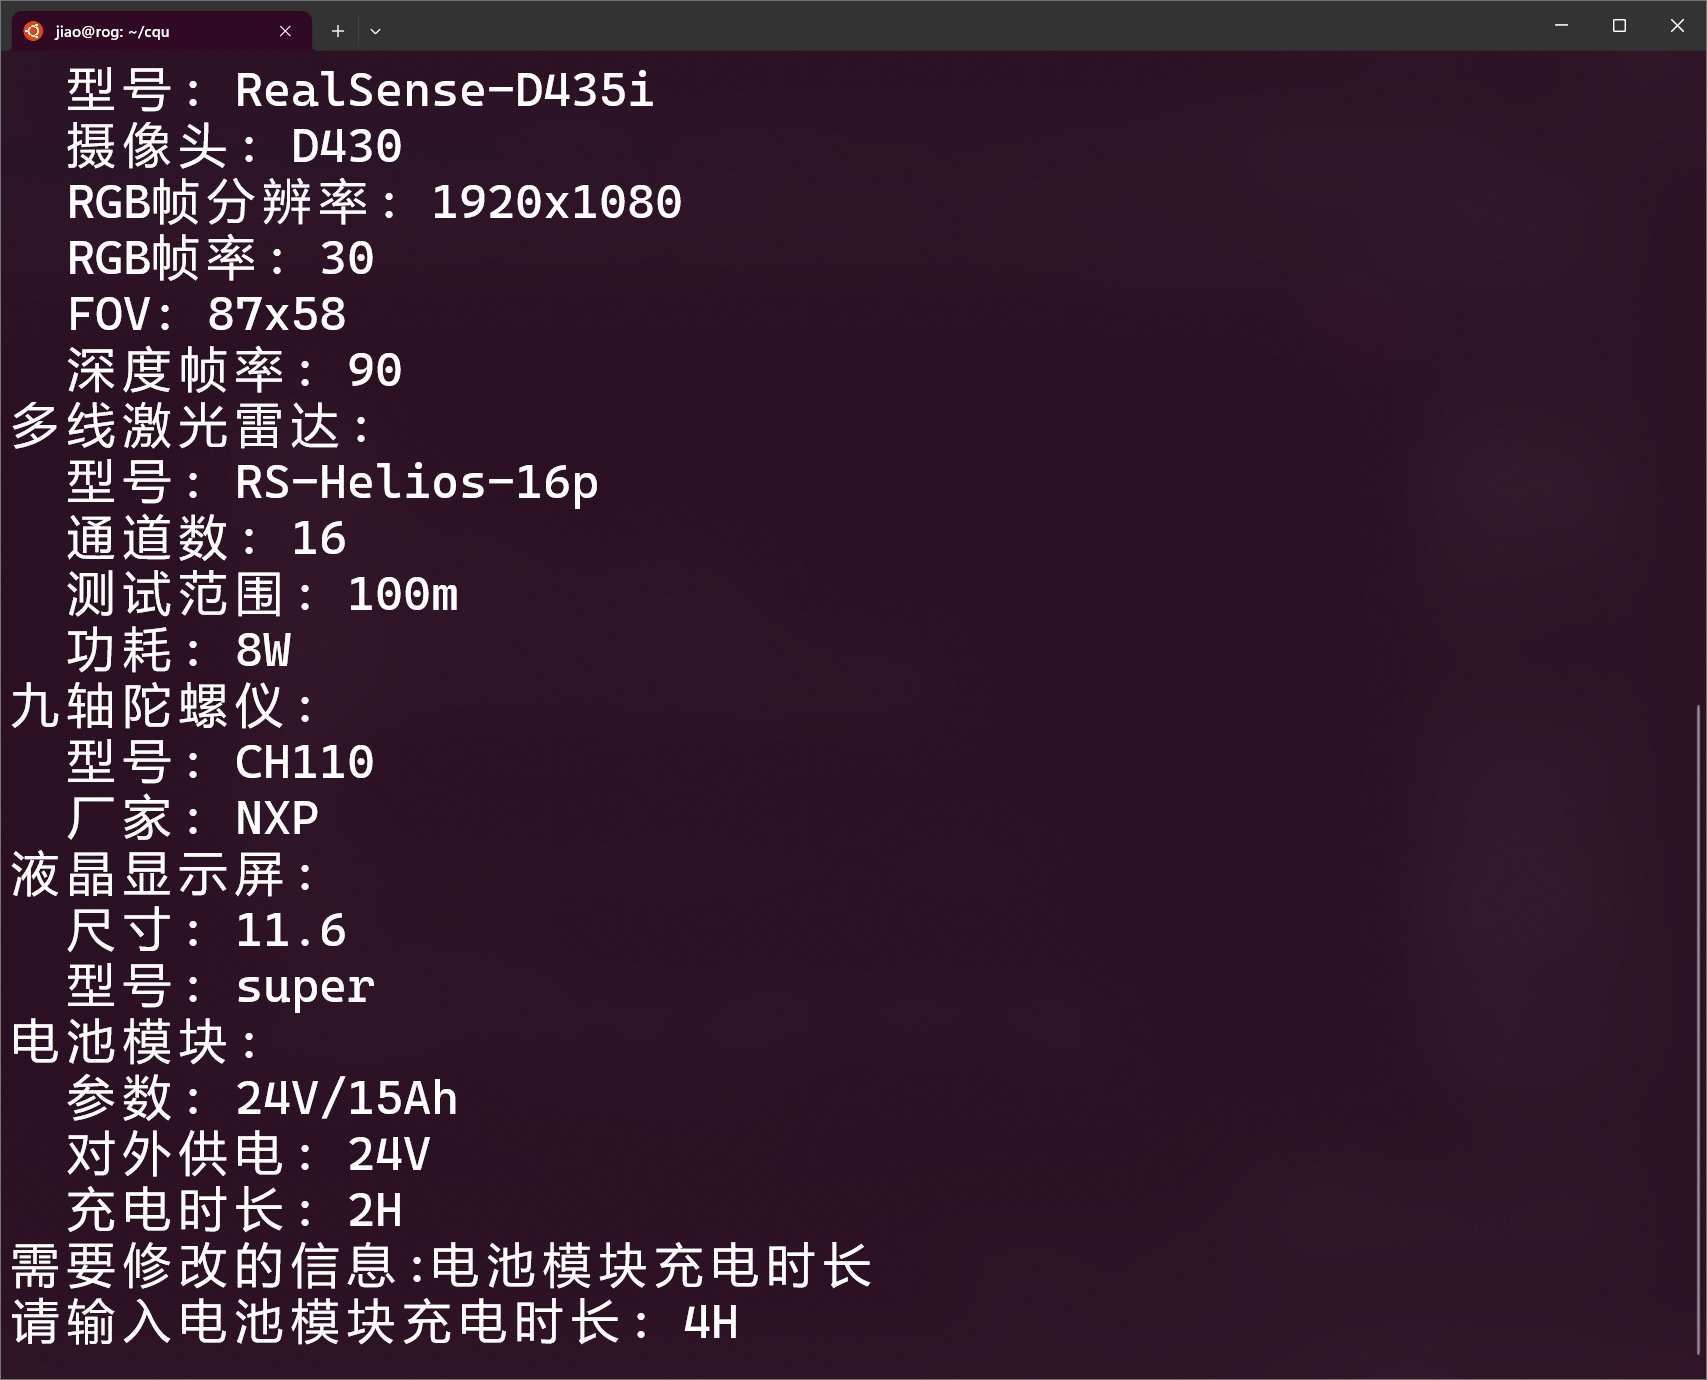 jiao@rog: ~/cqu
型号: RealSense-D435i
摄像头: D430
RGB帧分辨率: 1920x1080
RGB帧率: 30
FOV: 87x58
深度帧率: 90
多线激光雷达:
型号: RS-Helios-16p
通道数: 16
测试范围: 100m
功耗: 8W
九轴陀螺仪:
型号: CH110
厂家: NXP
液晶显示屏:
尺寸: 11.6
型号: super
电池模块:
参数: 24V/15Ah
对外供电: 24V
充电时长: 2H
需要修改的信息:电池模块充电时长
请输入电池模块充电时长: 4H